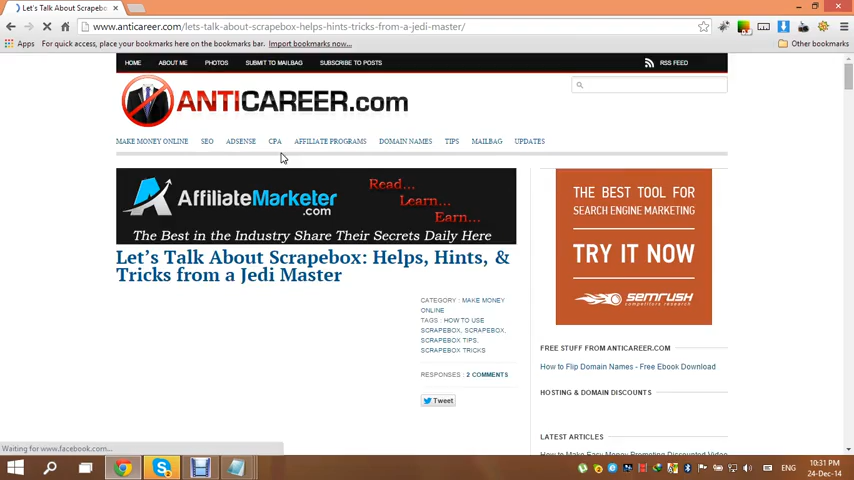 Let's Talk About Scrapebo
www.anticareer.com/lets-talk-about-scrapebox-helps-hints-tricks-from-a-jedi-master/
Apps For quick access, place your bookmarks here on the bookmarks bar. Import bookmarks now... Other bookmarks
HOME ABOUT ME PHOTOS SUBMIT TO MAILBAG SUBSCRIBE TO POSTS RSS FEED
ANTICAREER.com
MAKE MONEY ONLINE SEO ADSENSE CPA AFFILIATE PROGRAMS DOMAIN NAMES TIPS MAILBAG UPDATES
AffiliateMarketer
.com
Read...
Learn...
Earn...
The Best in the Industry Share Their Secrets Daily Here
Let's Talk About Scrapebox: Helps, Hints, &
Tricks from a Jedi Master
CATEGORY : MAKE MONEY
ONLINE
TAGS : HOW TO USE
SCRAPEBOX, SCRAPEBOX,
SCRAPEBOX TIPS,
SCRAPEBOX TRICKS
RESPONSES : 2 COMMENTS
Tweet
THE BEST TOOL FOR
SEARCH ENGINE MARKETING
TRY IT NOW
SEMRUSH
competitors research
FREE STUFF FROM ANTICAREER.COM
How to Flip Domain Names - Free Ebook Download
HOSTING & DOMAIN DISCOUNTS
LATEST ARTICLES
How to Make Easy Money Promoting Discounted Video
Waiting for www.facebook.com...
ENG
10:31 PM
24-Dec-14